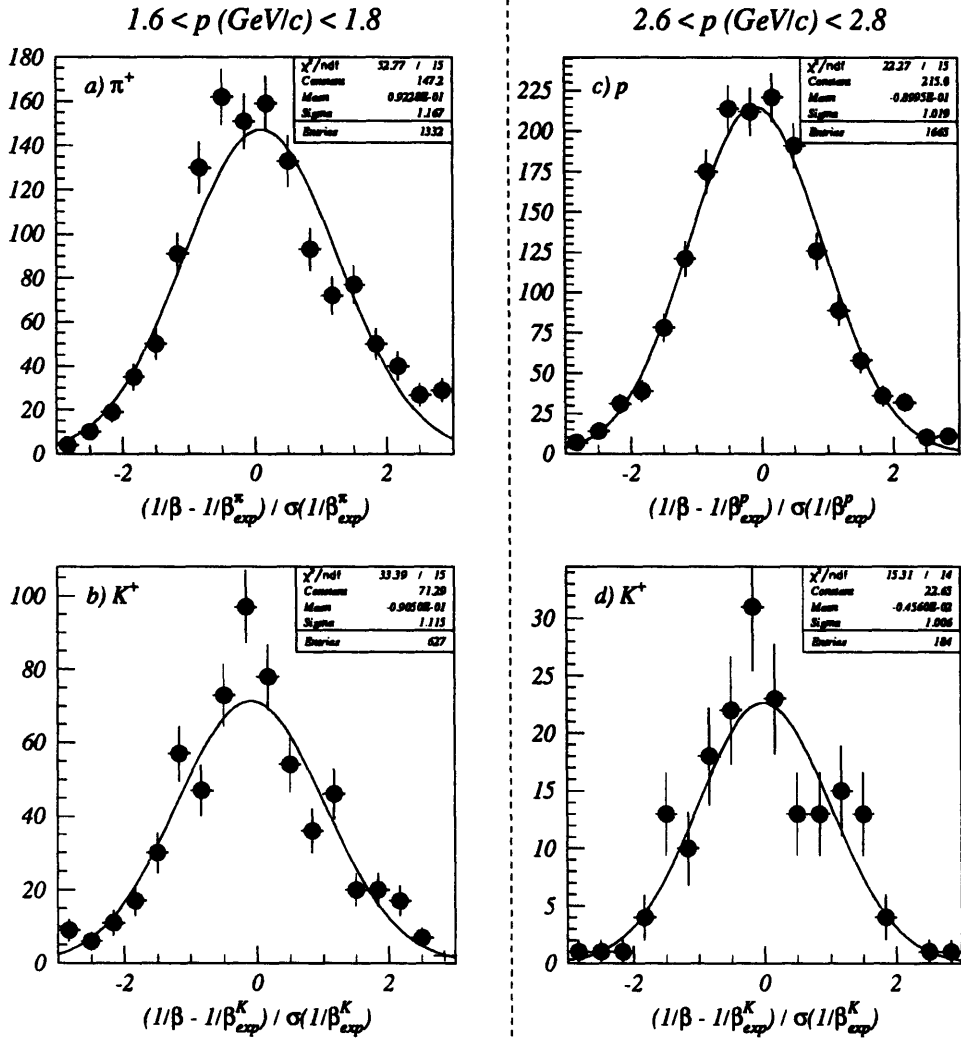 1.6 < p (GeV/c) < 1.8
2.6 < p (GeV/c) < 2.8
a) π⁺
χ²/ndf 52.77 / 15
Constant 147.2
Mean 0.9228E-01
Sigma 1.167
Entries 1332
180
160
140
120
100
80
60
40
20
0
-2 0 2
(1/β - 1/β^π_exp) / σ(1/β^π_exp)
c) p
χ²/ndf 22.27 / 15
Constant 215.0
Mean -0.8995E-01
Sigma 1.019
Entries
225
200
175
150
125
100
75
50
25
0
-2 0 2
(1/β - 1/β^p_exp) / σ(1/β^p_exp)
b) K⁺
χ²/ndf 33.39 / 15
Constant 71.29
Mean -0.9050E-01
Sigma 1.115
Entries 627
100
80
60
40
20
0
-2 0 2
(1/β - 1/β^K_exp) / σ(1/β^K_exp)
d) K⁺
χ²/ndf 15.31 / 14
Constant 22.65
Mean -0.4560E-02
Sigma 1.006
Entries 184
30
25
20
15
10
5
0
-2 0 2
(1/β - 1/β^K_exp) / σ(1/β^K_exp)